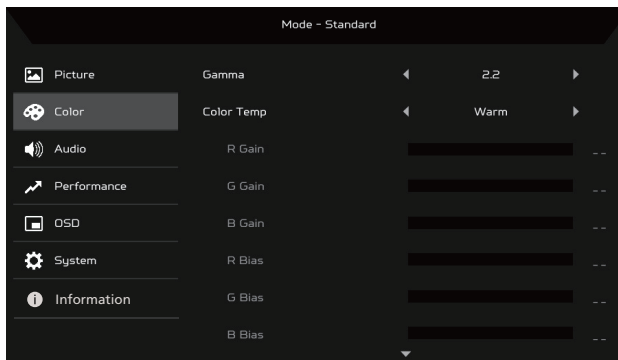 Mode - Standard
Picture
Gamma 2.2
Color
Color Temp Warm
Audio
R Gain --
Performance
G Gain --
OSD
B Gain --
System
R Bias --
Information
G Bias --
B Bias --